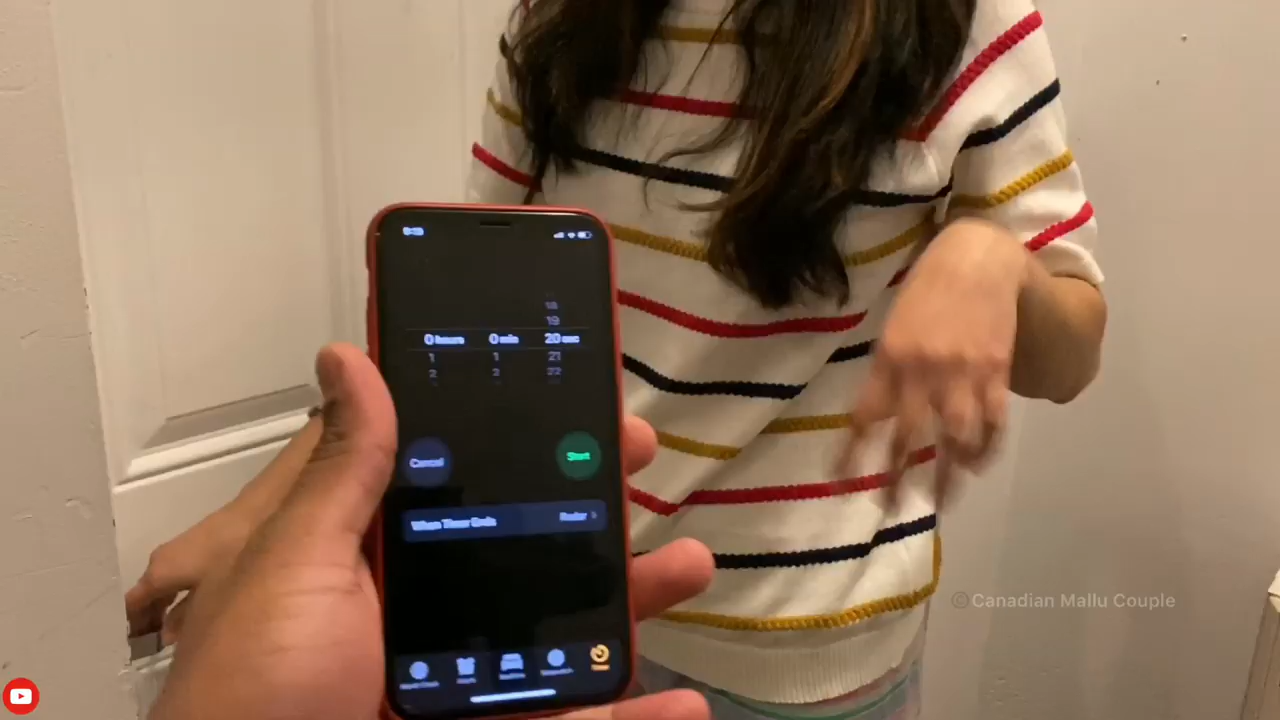 18
19
0 hours 0 min 20 sec
1 1 21
2 2 22
Cancel Start
When Timer Ends Radar >
©Canadian Mallu Couple